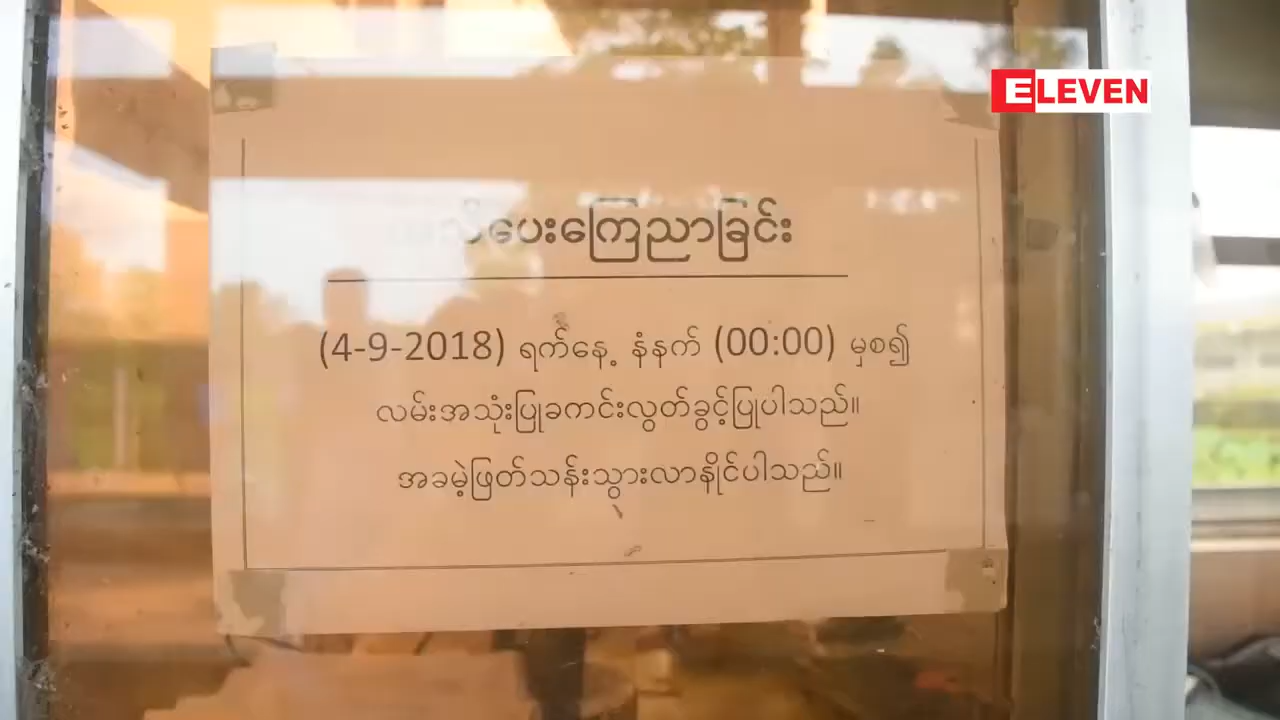 ELEVEN
အသိပေးကြေညာခြင်း
(4-9-2018) ရက်နေ့ နံနက် (00:00) မှစ၍
လမ်းအသုံးပြုခကင်းလွတ်ခွင့်ပြုပါသည်။
အခမဲ့ဖြတ်သန်းသွားလာနိုင်ပါသည်။